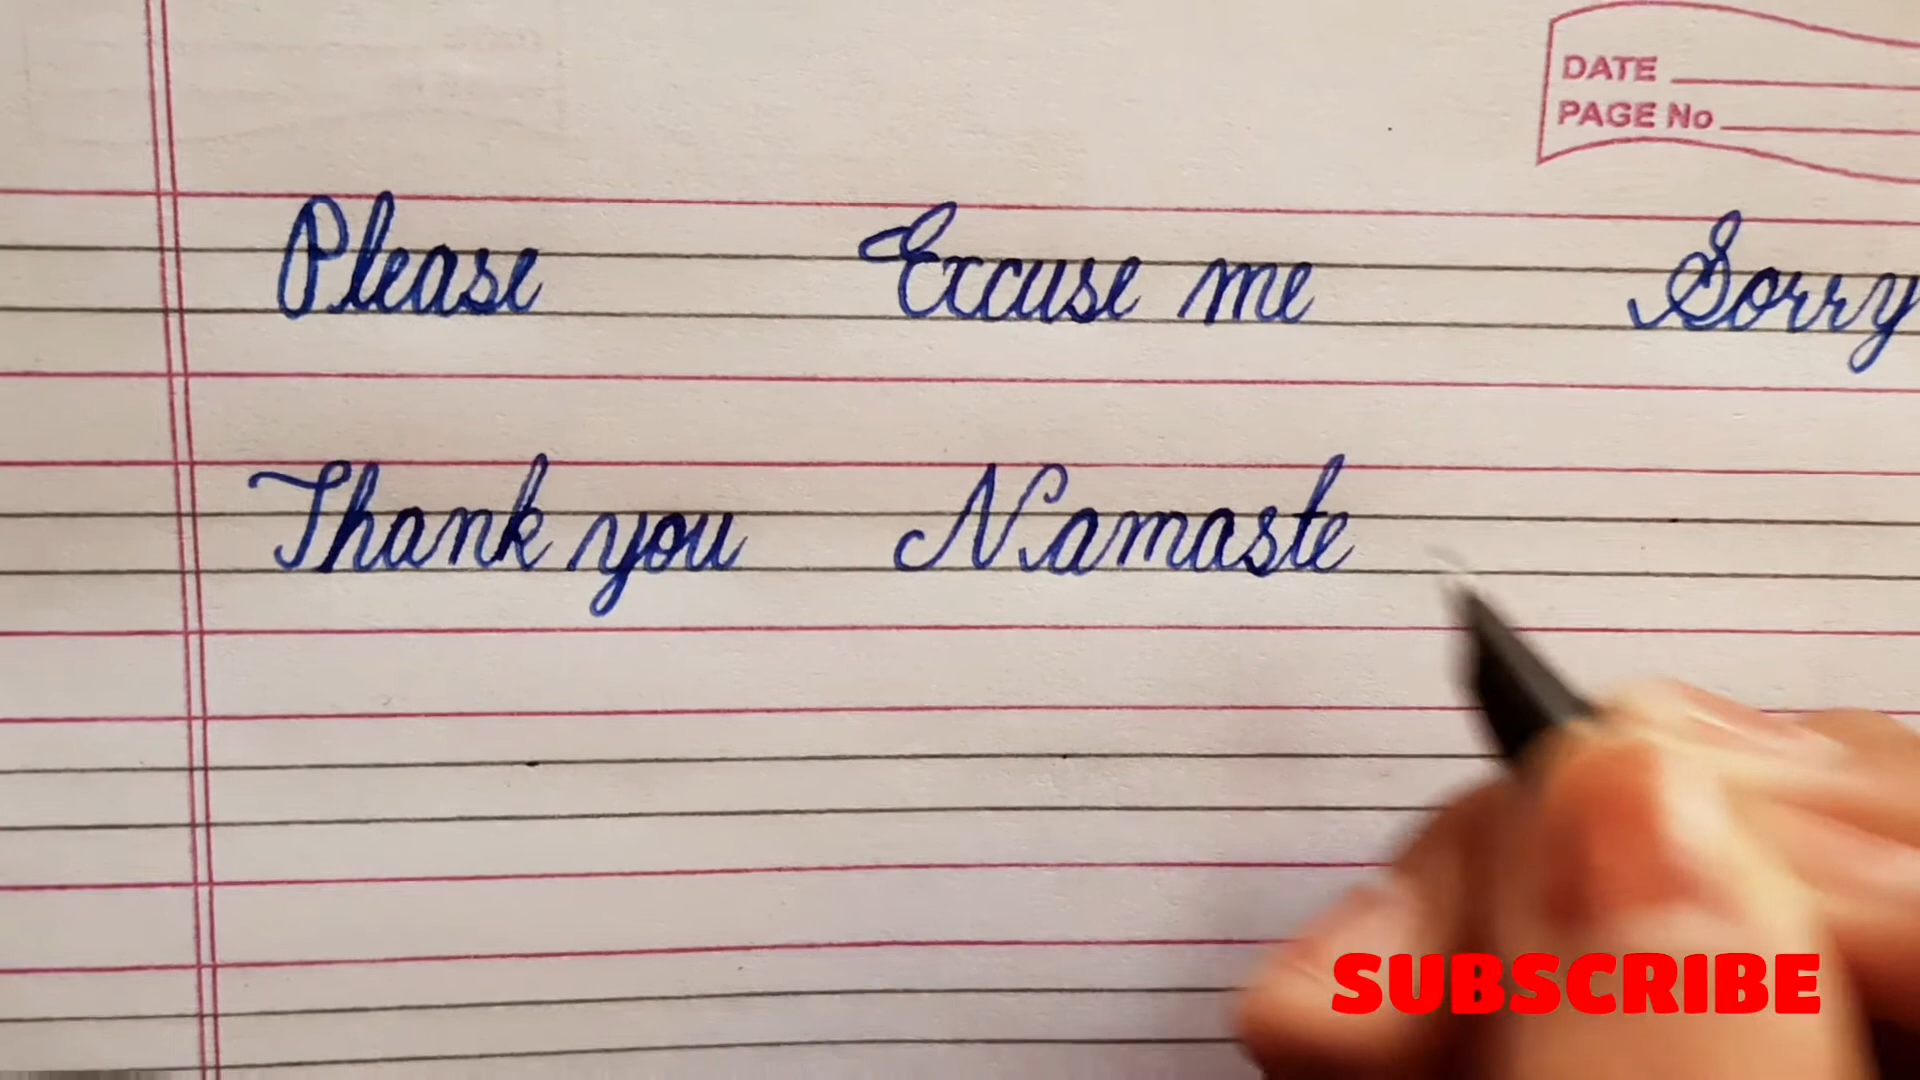 DATE
PAGE No
Please Excuse me Sorry
Thank you Namaste
SUBSCRIBE